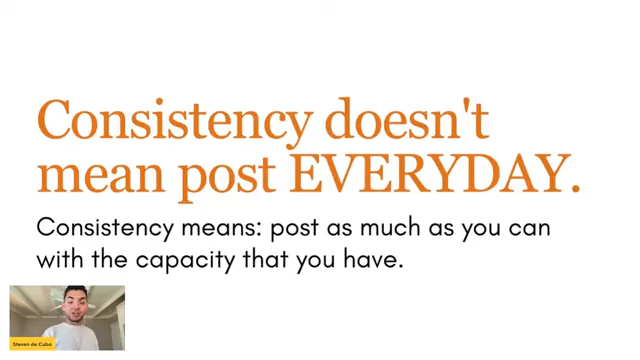 Consistency doesn't
mean post EVERYDAY.
Consistency means: post as much as you can
with the capacity that you have.
Steven de Cuba